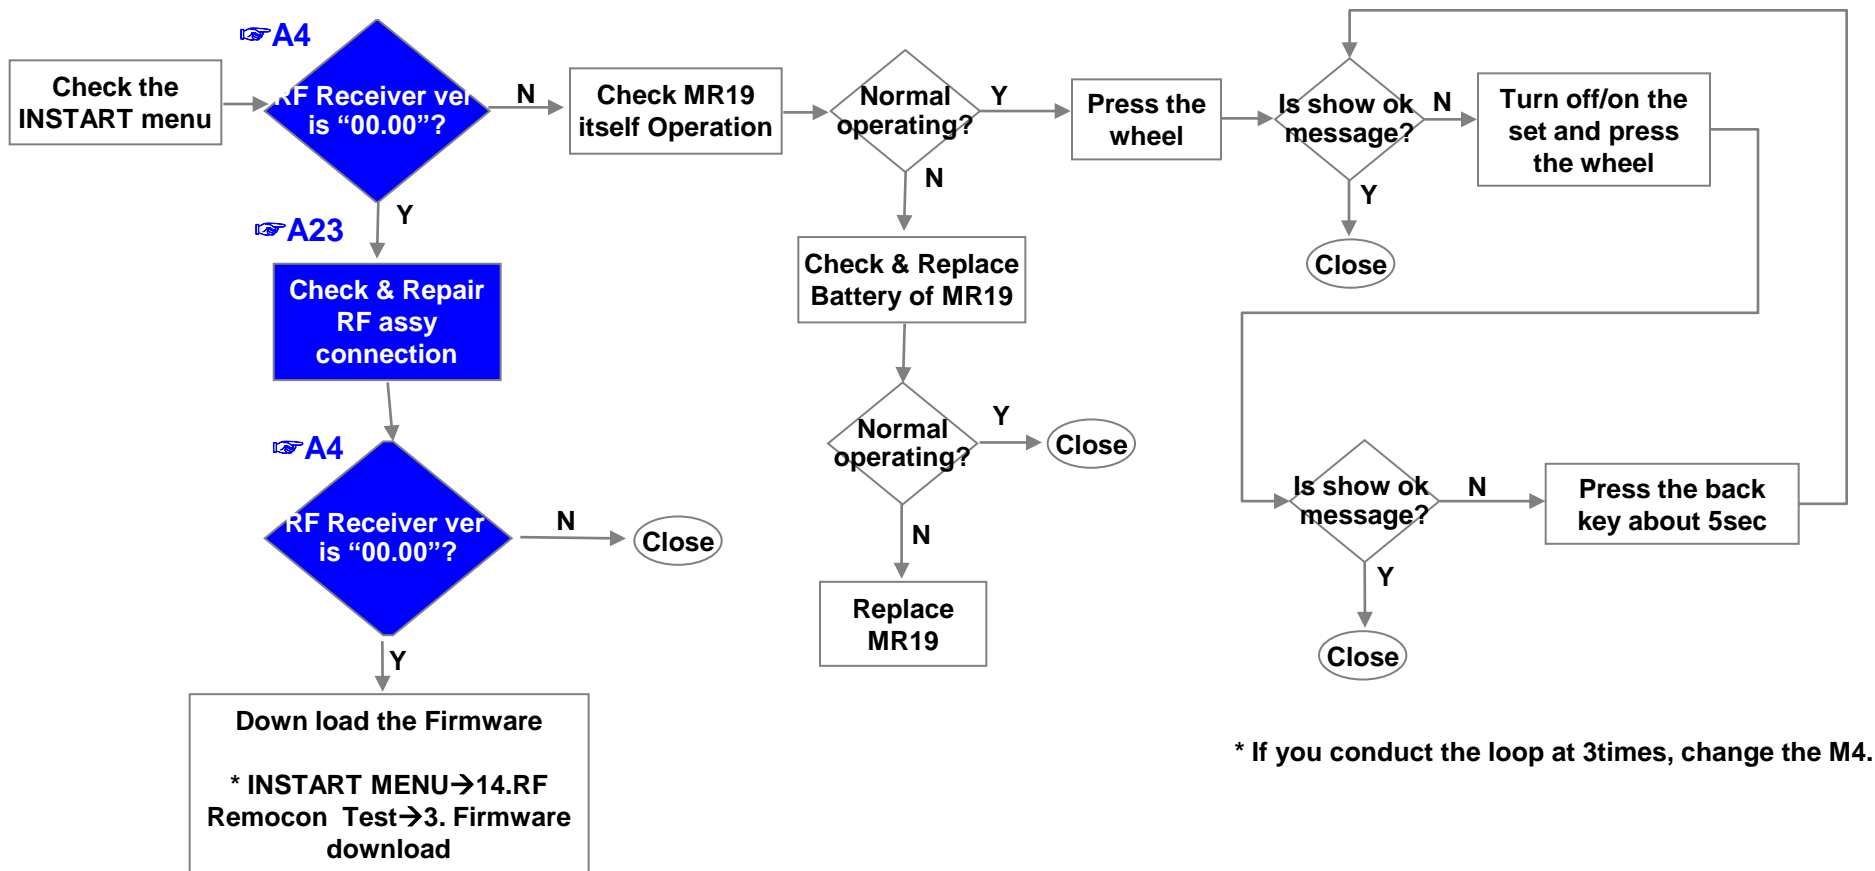 ☞A4
Check the
INSTART menu
RF Receiver ver
is “00.00”?
N
Check MR19
itself Operation
Normal
operating?
Y
Press the
wheel
Is show ok
message?
N
Turn off/on the
set and press
the wheel
Y
☞A23
N
Y
Close
Check & Repair
RF assy
connection
Check & Replace
Battery of MR19
☞A4
RF Receiver ver
is “00.00”?
N
Close
Normal
operating?
Y
Close
N
Replace
MR19
Is show ok
message?
N
Press the back
key about 5sec
Y
Close
Y
Down load the Firmware
* INSTART MENU→14.RF
Remocon Test→3. Firmware
download
* If you conduct the loop at 3times, change the M4.